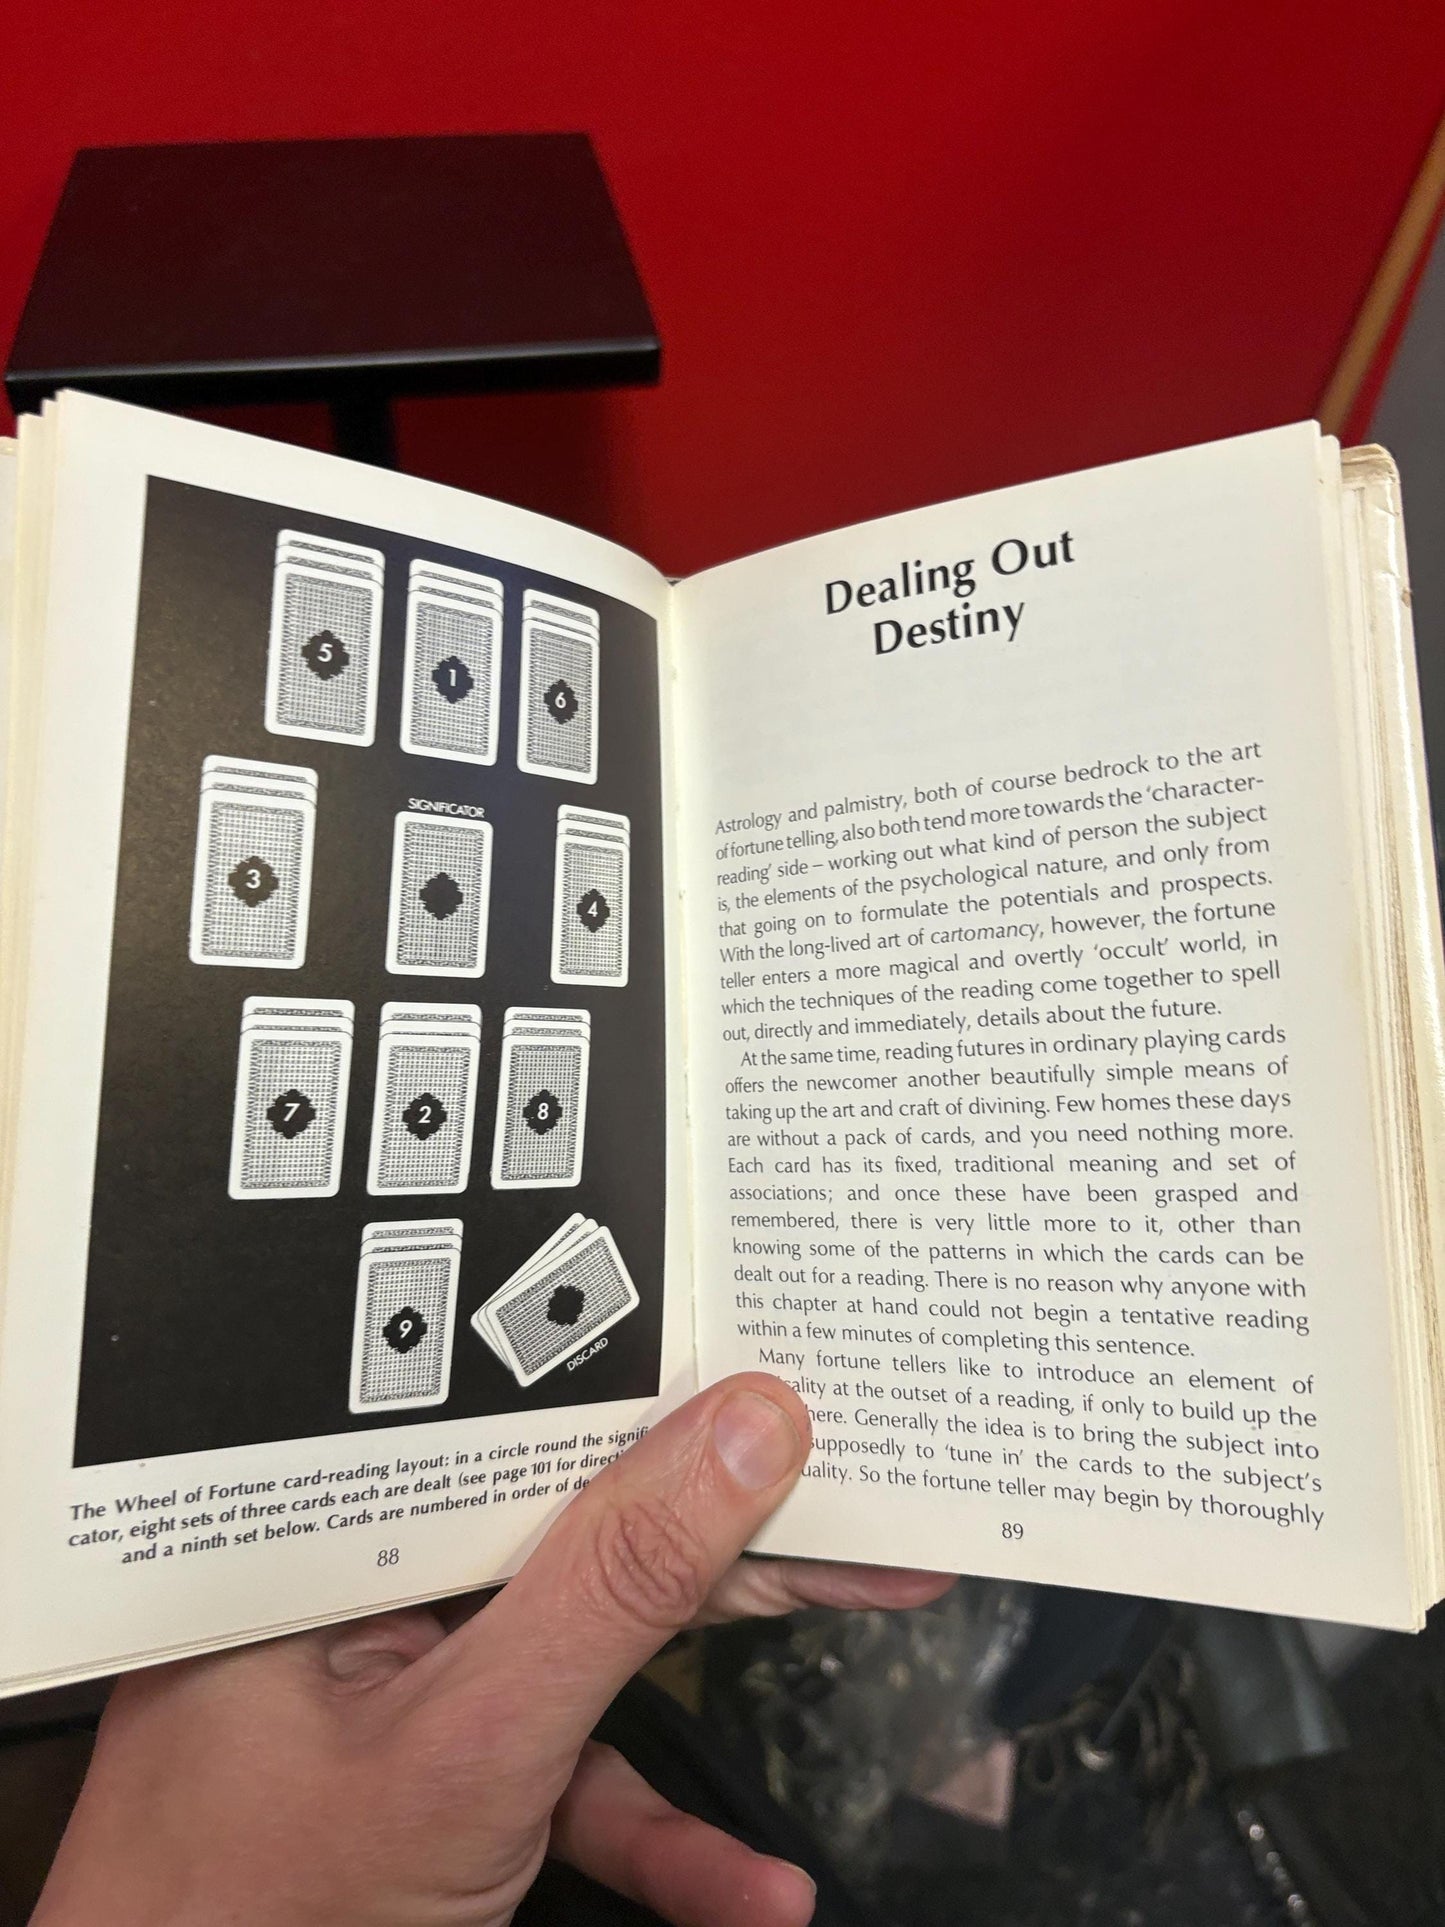 5
1
6
3
SIGNIFICATOR
4
7
2
8
9
DISCARD
The Wheel of Fortune card-reading layout: in a circle round the
cator, eight sets of three cards each are dealt (see page 101 for
and a ninth set below. Cards are numbered in order of
88
Dealing Out
Destiny
Astrology and palmistry, both of course bedrock to the art
of fortune telling, also both tend more towards the ‘character-
reading’ side – working out what kind of person the subject
is, the elements of the psychological nature, and only from
that going on to formulate the potentials and prospects.
With the long-lived art of cartomancy, however, the fortune
teller enters a more magical and overtly ‘occult’ world, in
which the techniques of the reading come together to spell
out, directly and immediately, details about the future.
At the same time, reading futures in ordinary playing cards
offers the newcomer another beautifully simple means of
taking up the art and craft of divining. Few homes these days
are without a pack of cards, and you need nothing more.
Each card has its fixed, traditional meaning and set of
associations; and once these have been grasped and
remembered, there is very little more to it, other than
knowing some of the patterns in which the cards can be
dealt out for a reading. There is no reason why anyone with
this chapter at hand could not begin a tentative reading
within a few minutes of completing this sentence.
Many fortune tellers like to introduce an element of
at the outset of a reading, if only to build up the
Generally the idea is to bring the subject into
supposedly to ‘tune in’ the cards to the subject’s
So the fortune teller may begin by thoroughly
89